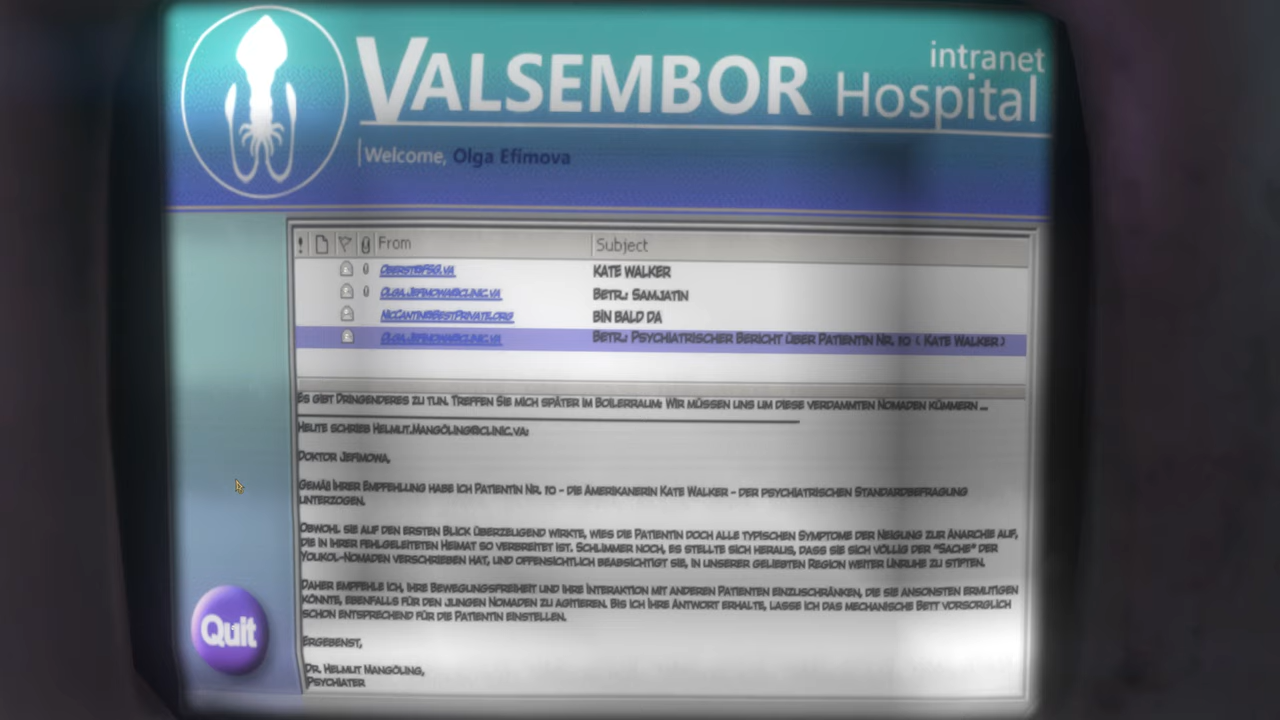 VALSEMBOR intranet Hospital
Welcome, Olga Efimova
! From Subject
KATE WALKER
OLGA.JEFIMOWA@CLINIC.VA BETR.: SAMJATIN
BIN BALD DA
OLGA.JEFIMOWA@CLINIC.VA BETR.: PSYCHIATRISCHER BERICHT ÜBER PATIENTIN NR. 10 ( KATE WALKER )
ES GIBT DRINGENDERES ZU TUN. TREFFEN SIE MICH SPÄTER IM BOILERRAUM: WIR MÜSSEN UNS UM DIESE VERDAMMTEN NOMADEN KÜMMERN ...
HEUTE SCHRIEB HELMUT.MANGÖLING@CLINIC.VA:
DOKTOR JEFIMOWA,
GEMÄß IHRER EMPFEHLUNG HABE ICH PATIENTIN NR. 10 - DIE AMERIKANERIN KATE WALKER - DER PSYCHIATRISCHEN STANDARDBEFRAGUNG
UNTERZOGEN.
OBWOHL SIE AUF DEN ERSTEN BLICK ÜBERZEUGEND WIRKTE, WIES DIE PATIENTIN DOCH ALLE TYPISCHEN SYMPTOME DER NEIGUNG ZUR ANARCHIE AUF,
DIE IN IHRER FEHLGELEITETEN HEIMAT SO VERBREITET IST. SCHLIMMER NOCH, ES STELLTE SICH HERAUS, DASS SIE SICH VÖLLIG DER "SACHE" DER
YOUKOL-NOMADEN VERSCHRIEBEN HAT, UND OFFENSICHTLICH BEABSICHTIGT SIE, IN UNSERER GELIEBTEN REGION WEITER UNRUHE ZU STIFTEN.
DAHER EMPFEHLE ICH, IHRE BEWEGUNGSFREIHEIT UND IHRE INTERAKTION MIT ANDEREN PATIENTEN EINZUSCHRÄNKEN, DIE SIE ANSONSTEN ERMUTIGEN
KÖNNTE, EBENFALLS FÜR DEN JUNGEN NOMADEN ZU AGITIEREN. BIS ICH IHRE ANTWORT ERHALTE, LASSE ICH DAS MECHANISCHE BETT VORSORGLICH
SCHON ENTSPRECHEND FÜR DIE PATIENTIN EINSTELLEN.
ERGEBENST,
DR. HELMUT MANGÖLING,
PSYCHIATER
Quit